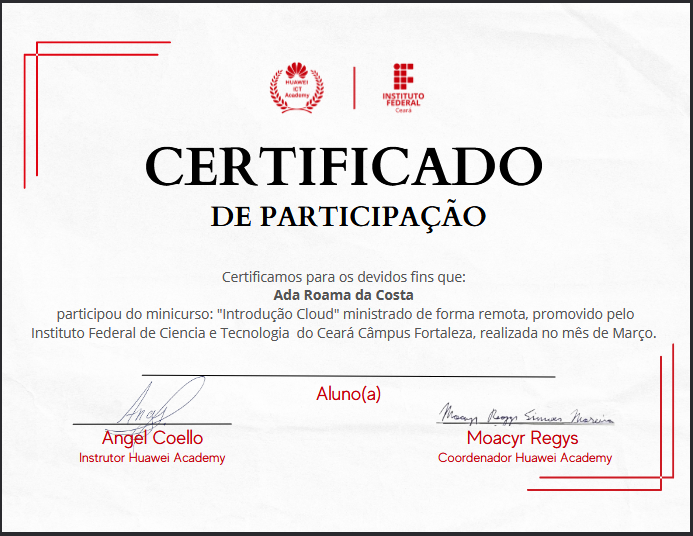 HUAWEI
ICT
Academy
INSTITUTO
FEDERAL
Ceará
CERTIFICADO
DE PARTICIPAÇÃO
Certificamos para os devidos fins que:
Ada Roama da Costa
participou do minicurso: "Introdução Cloud" ministrado de forma remota, promovido pelo
Instituto Federal de Ciencia e Tecnologia do Ceará Câmpus Fortaleza, realizada no mês de Março.
Aluno(a)
Angel
Moacyr Regys Simões Moreira
Angel Coello
Moacyr Regys
Instrutor Huawei Academy
Coordenador Huawei Academy